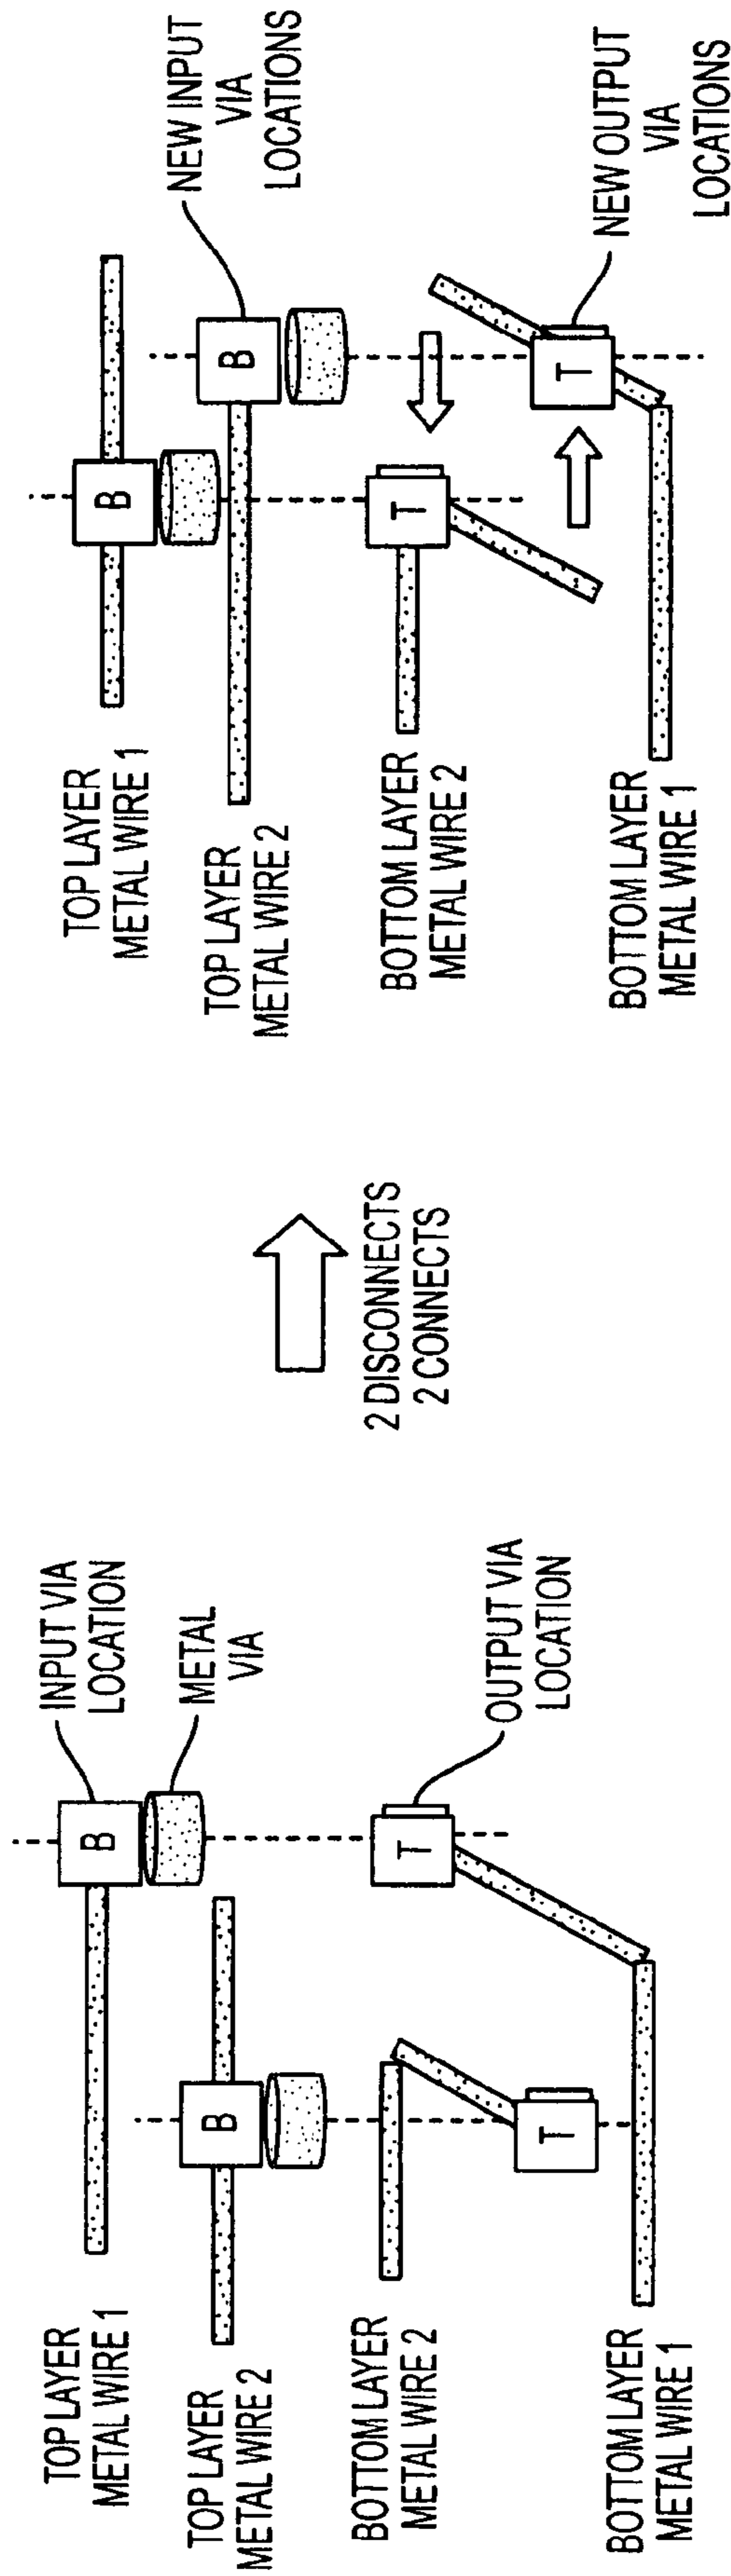 TOP LAYER
METAL WIRE 1
B
INPUT VIA
LOCATION
TOP LAYER
METAL WIRE 2
B
METAL
VIA
BOTTOM LAYER
METAL WIRE 2
T
OUTPUT VIA
LOCATION
BOTTOM LAYER
METAL WIRE 1
T
2 DISCONNECTS
2 CONNECTS
TOP LAYER
METAL WIRE 1
B
TOP LAYER
METAL WIRE 2
B
NEW INPUT
VIA
LOCATIONS
BOTTOM LAYER
METAL WIRE 2
T
BOTTOM LAYER
METAL WIRE 1
T
NEW OUTPUT
VIA
LOCATIONS